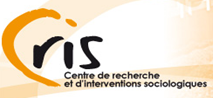 Cris
Centre de recherche
et d'interventions sociologiques